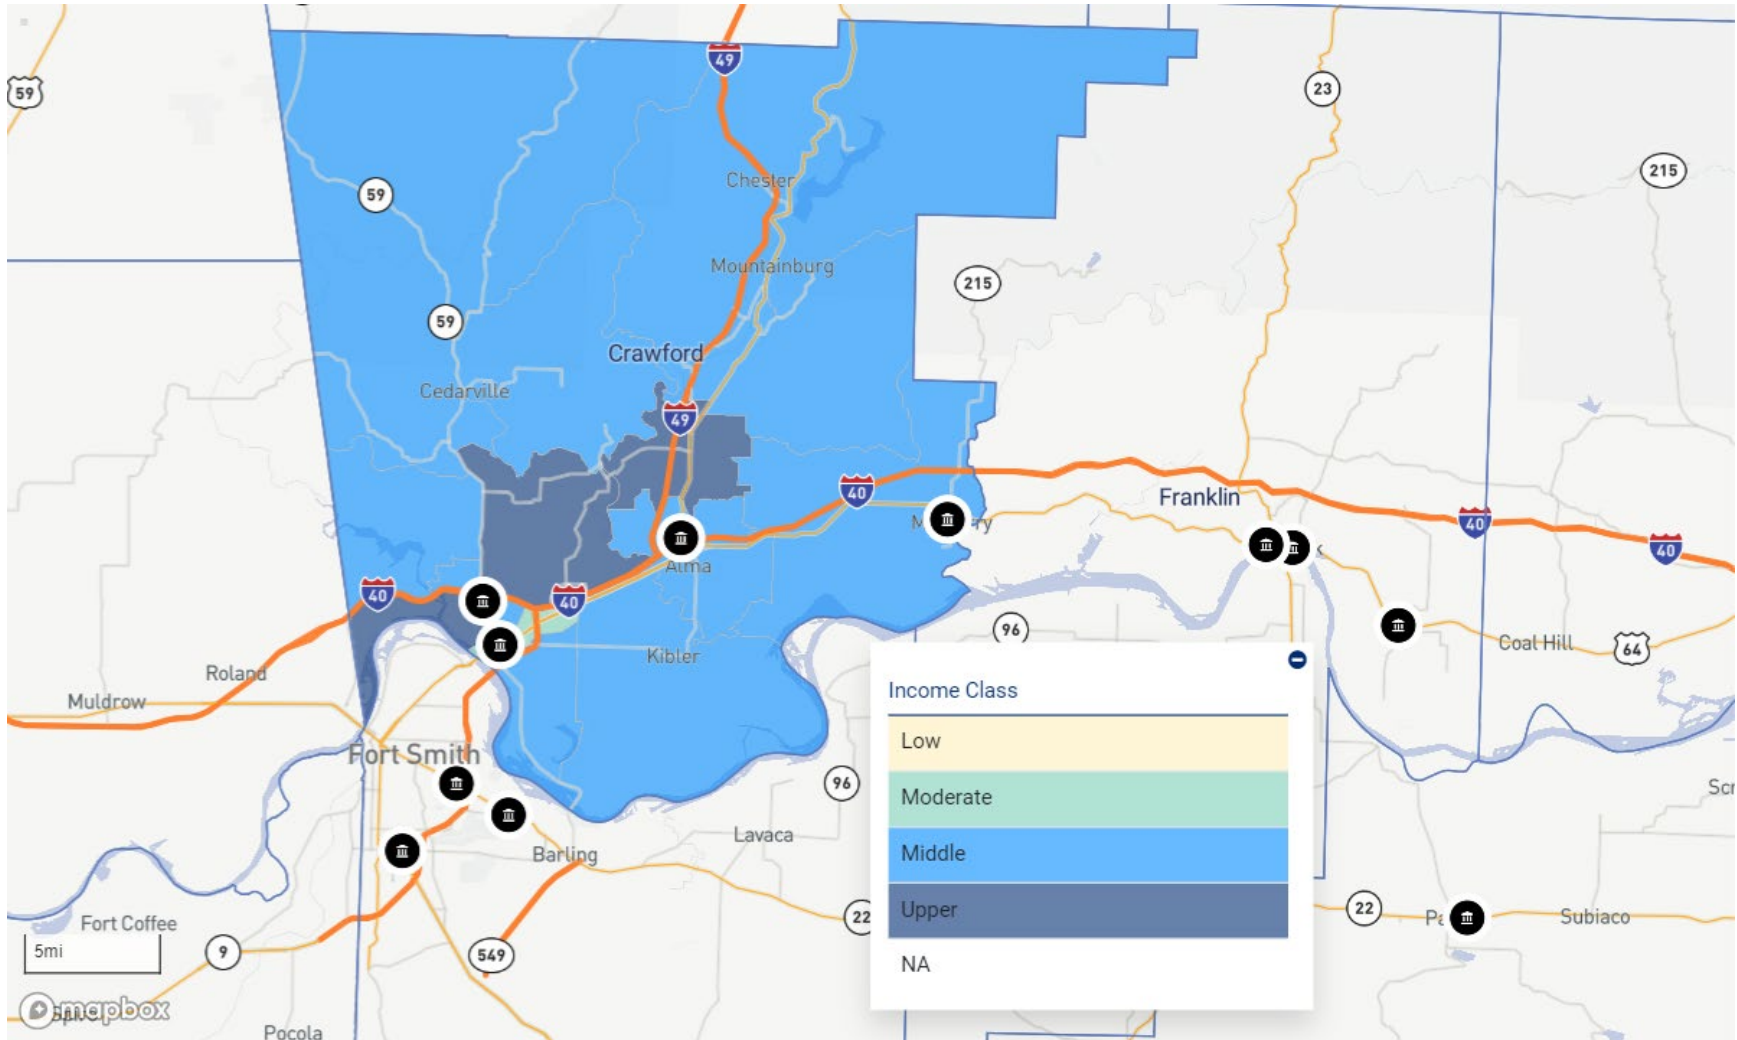 49
59
23
Chester
215
59
Mountainburg
215
59
Crawford
Cedarville
49
40
Franklin
40
40
Alma
40
40
96
Kibler
Coal Hill
64
Roland
Muldrow
Fort Smith
96
Lavaca
Barling
Income Class
Low
Moderate
Middle
Upper
NA
22
22
Subiaco
Fort Coffee
5mi
9
549
mapbox
Pocola